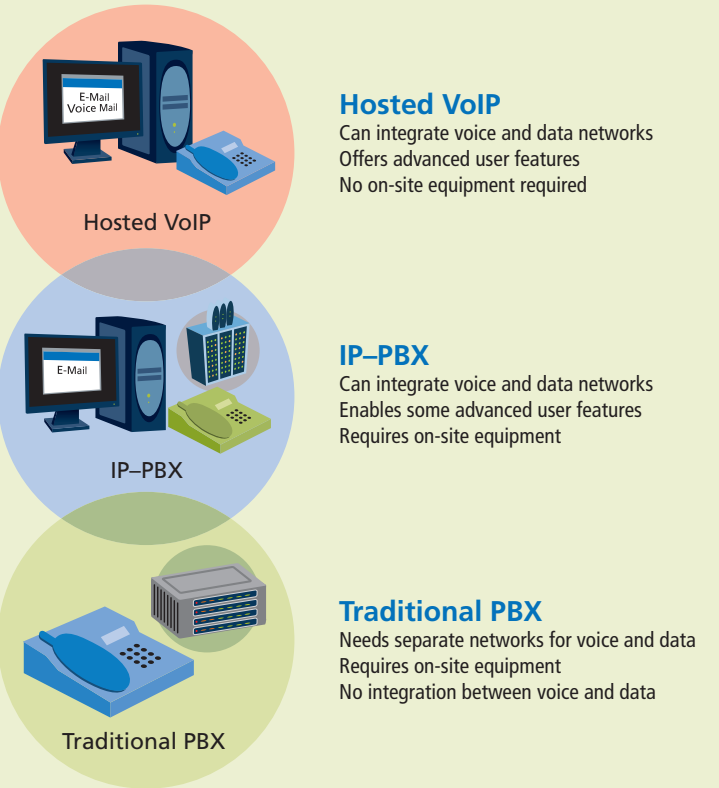 E-Mail
Voice Mail
Hosted VoIP
Hosted VoIP
Can integrate voice and data networks
Offers advanced user features
No on-site equipment required
E-Mail
IP–PBX
IP–PBX
Can integrate voice and data networks
Enables some advanced user features
Requires on-site equipment
Traditional PBX
Traditional PBX
Needs separate networks for voice and data
Requires on-site equipment
No integration between voice and data